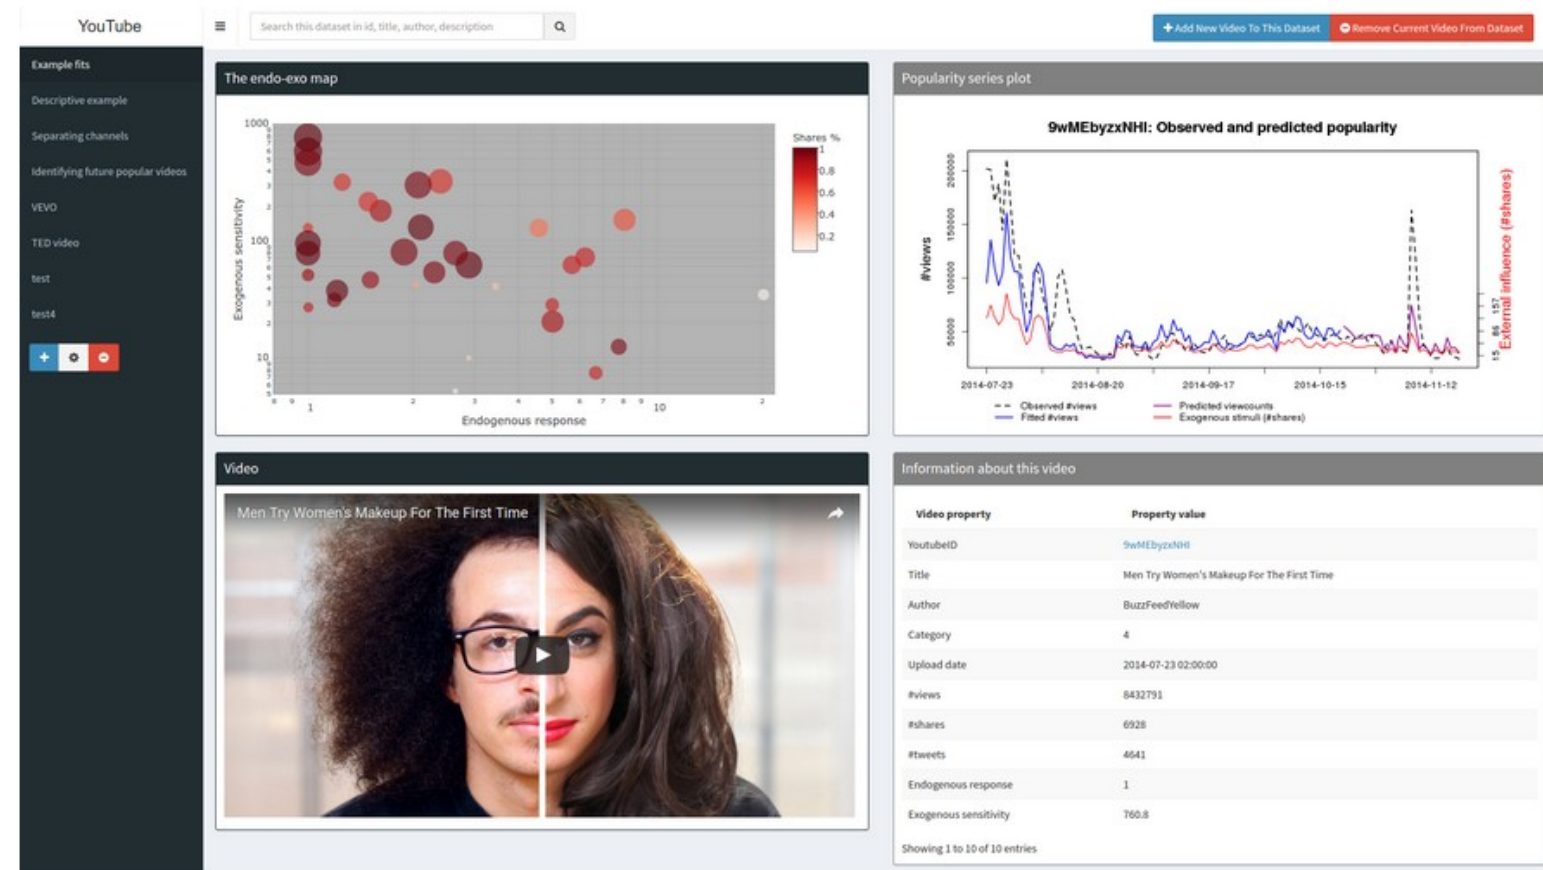 YouTube
Search this dataset in id, title, author, description
Add New Video To This Dataset
Remove Current Video From Dataset
Example fits
Descriptive example
Separating channels
Identifying future popular videos
VEVO
TED video
test
test4
The endo-exo map
1000
100
10
Exogenous sensitivity
1
10
Endogenous response
Shares %
1
0.8
0.6
0.4
0.2
Popularity series plot
9wMEbyzxNHI: Observed and predicted popularity
200000
150000
100000
50000
#views
157
86
15
External influence (#shares)
2014-07-23
2014-08-20
2014-09-17
2014-10-15
2014-11-12
Observed #views
Predicted viewcounts
Fitted #views
Exogenous stimuli (#shares)
Video
Men Try Women's Makeup For The First Time
Information about this video
Video property Property value
YoutubeID 9wMEbyzxNHI
Title Men Try Women's Makeup For The First Time
Author BuzzFeedYellow
Category 4
Upload date 2014-07-23 02:00:00
#views 8432791
#shares 6928
#tweets 4641
Endogenous response 1
Exogenous sensitivity 760.8
Showing 1 to 10 of 10 entries